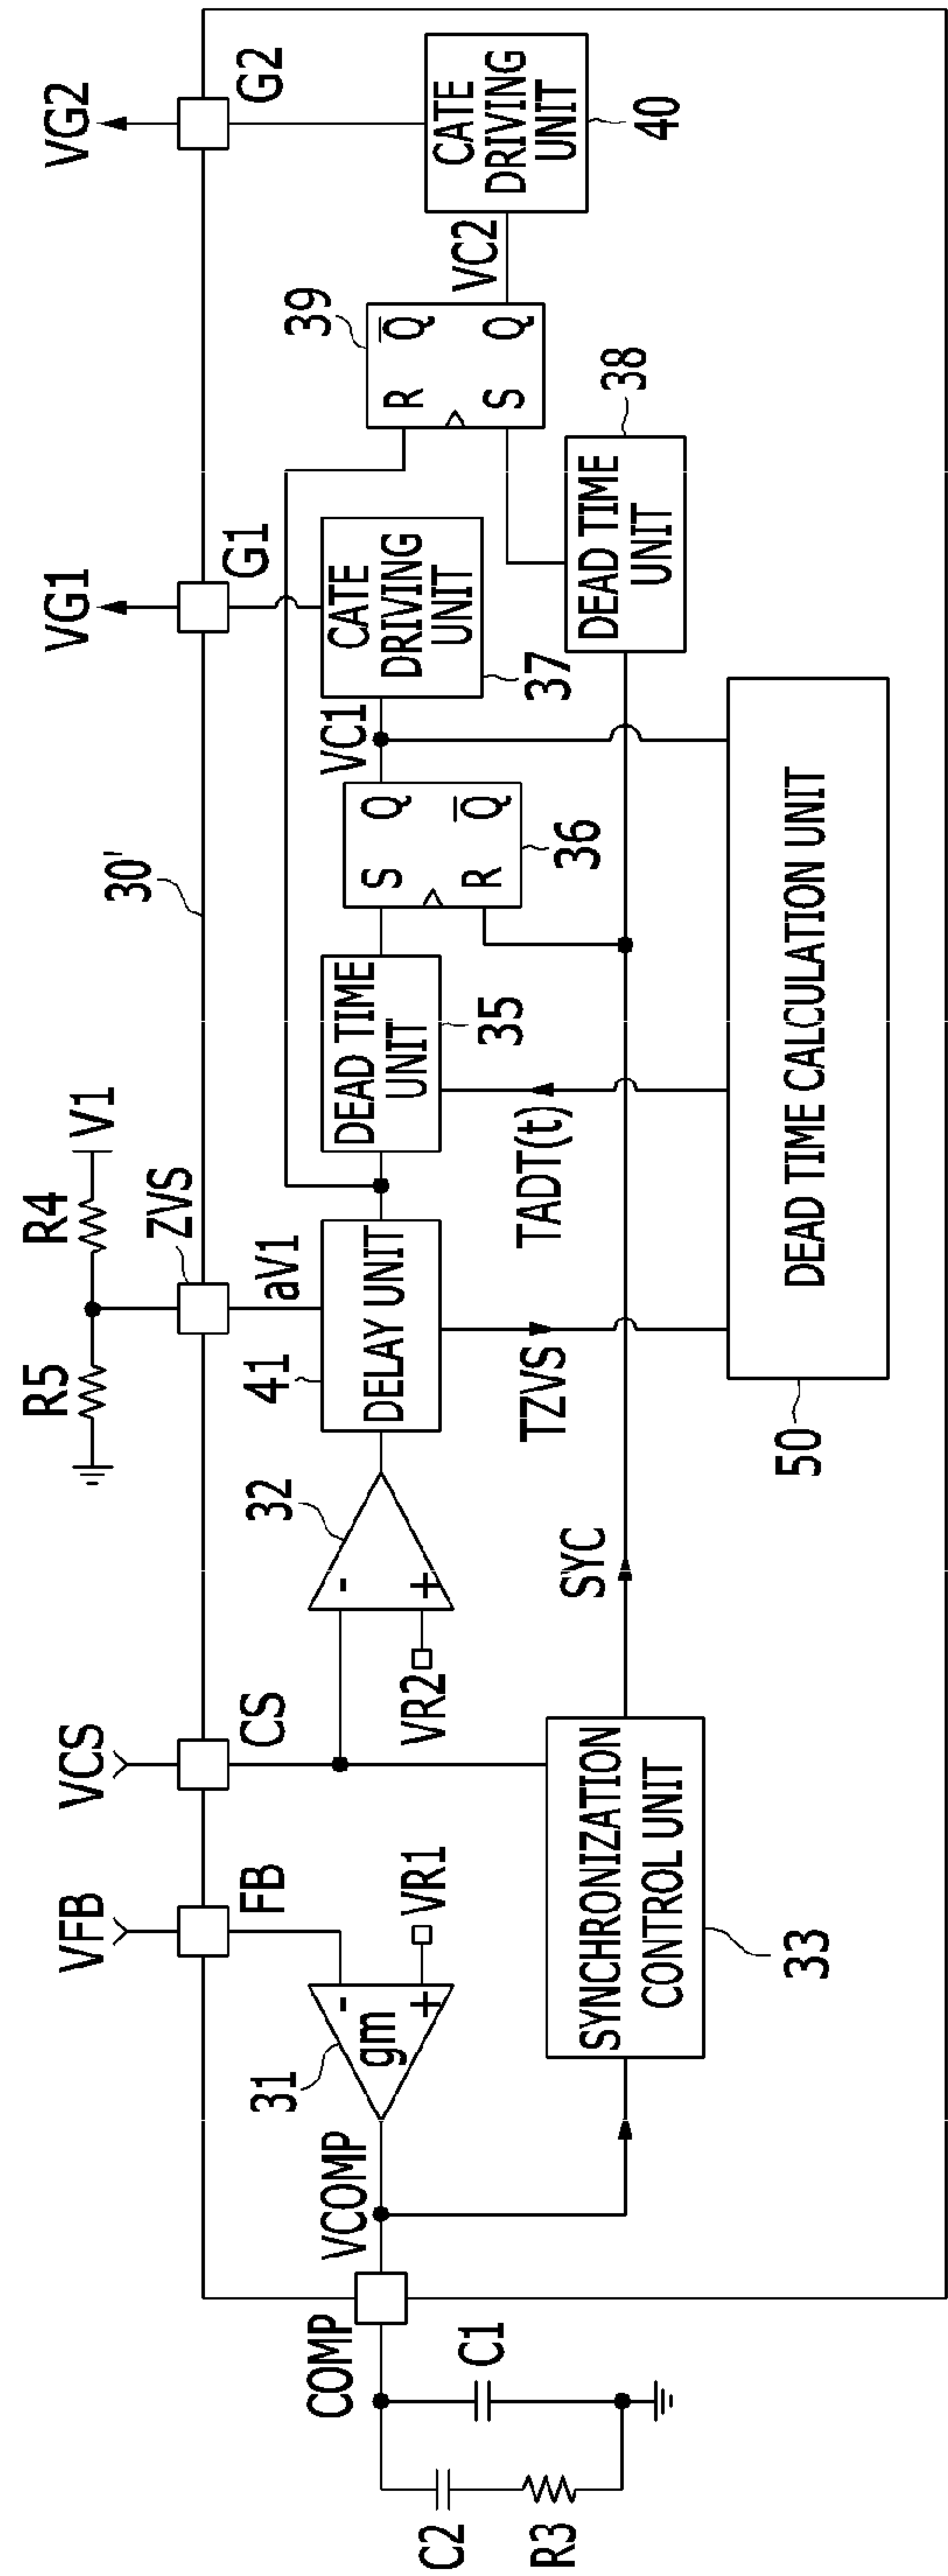 VFB
VCS
R5
R4
V1
ZVS
30'
VG1
VG2
FB
CS
aV1
G1
G2
COMP
VCOMP
31
gm
-
+
VR1
32
-
+
VR2
41
DELAY UNIT
DEAD TIME
UNIT
35
S
Q
R
Q̅
36
VC1
CATE
DRIVING
UNIT
37
39
R
Q̅
S
Q
VC2
CATE
DRIVING
UNIT
40
C2
C1
R3
SYNCHRONIZATION
CONTROL UNIT
33
SYC
TZVS
TADT(t)
DEAD TIME
UNIT
38
50
DEAD TIME CALCULATION UNIT